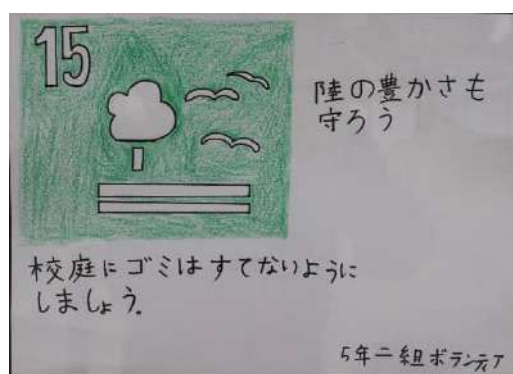 15
陸の豊かさも
守ろう
校庭にゴミはすてないように
しましょう.
5年二組ボランティア